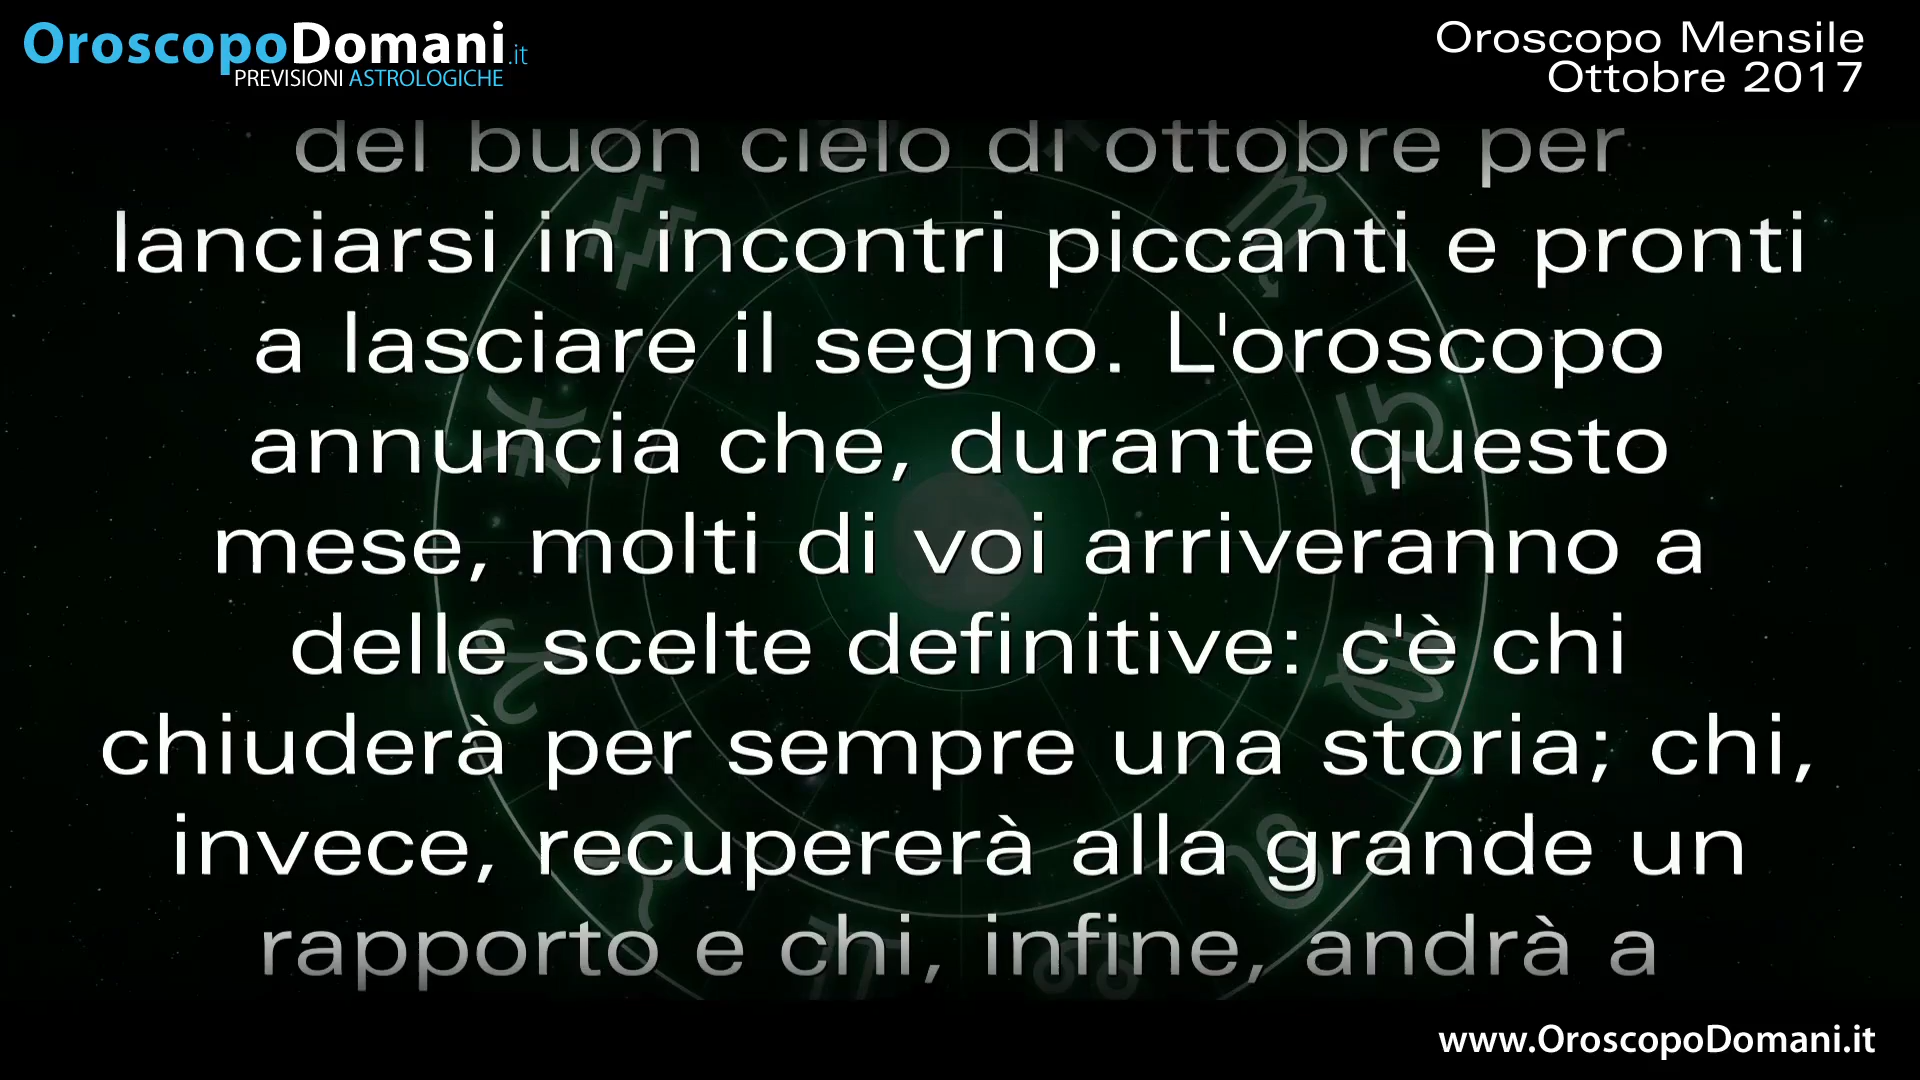 OroscopoDomani.it
PREVISIONI ASTROLOGICHE
Oroscopo Mensile
Ottobre 2017
del buon cielo di ottobre per
lanciarsi in incontri piccanti e pronti
a lasciare il segno. L'oroscopo
annuncia che, durante questo
mese, molti di voi arriveranno a
delle scelte definitive: c'è chi
chiuderà per sempre una storia; chi,
invece, recupererà alla grande un
rapporto e chi, infine, andrà a
www.OroscopoDomani.it